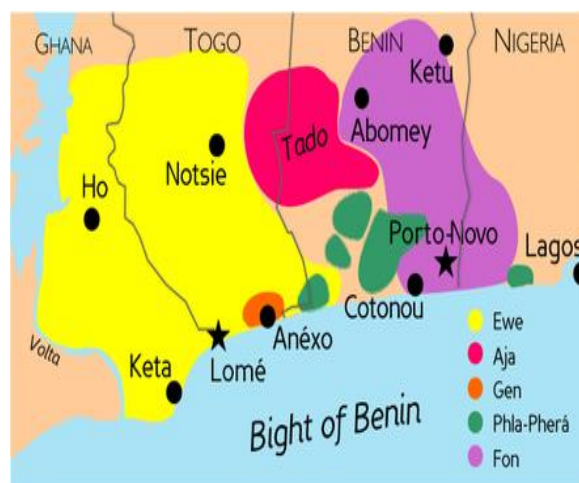 GHANA
TOGO
BENIN
NIGERIA
Ketu
Abomey
Tado
Notsie
Ho
Porto-Novo
Lagos
Cotonou
Anéxo
Volta
Keta
Lomé
Bight of Benin
Ewe
Aja
Gen
Phla-Pherá
Fon